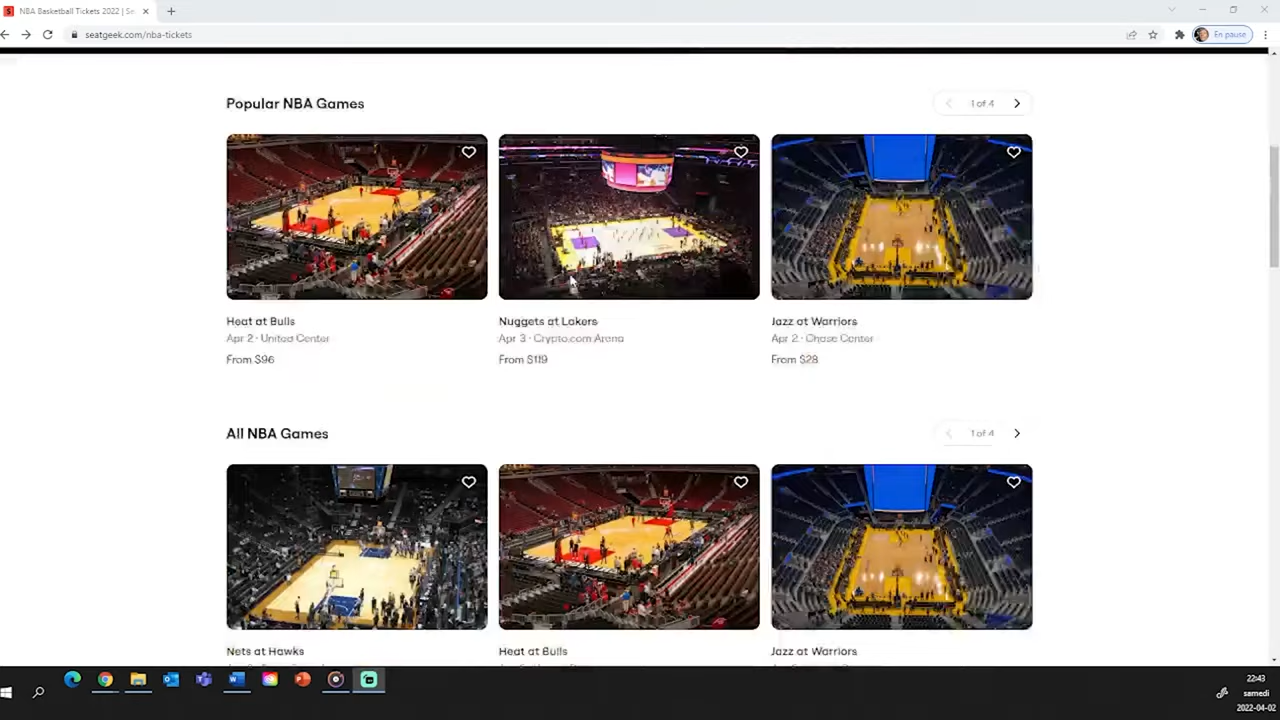 NBA Basketball Tickets 2022 | Se
seatgeek.com/nba-tickets
En pause
Popular NBA Games
1 of 4
Heat at Bulls
Apr 2 · United Center
From $96
Nuggets at Lakers
Apr 3 · Crypto.com Arena
From $119
Jazz at Warriors
Apr 2 · Chase Center
From $28
All NBA Games
1 of 4
Nets at Hawks
Heat at Bulls
Jazz at Warriors
22:43
samedi
2022-04-02